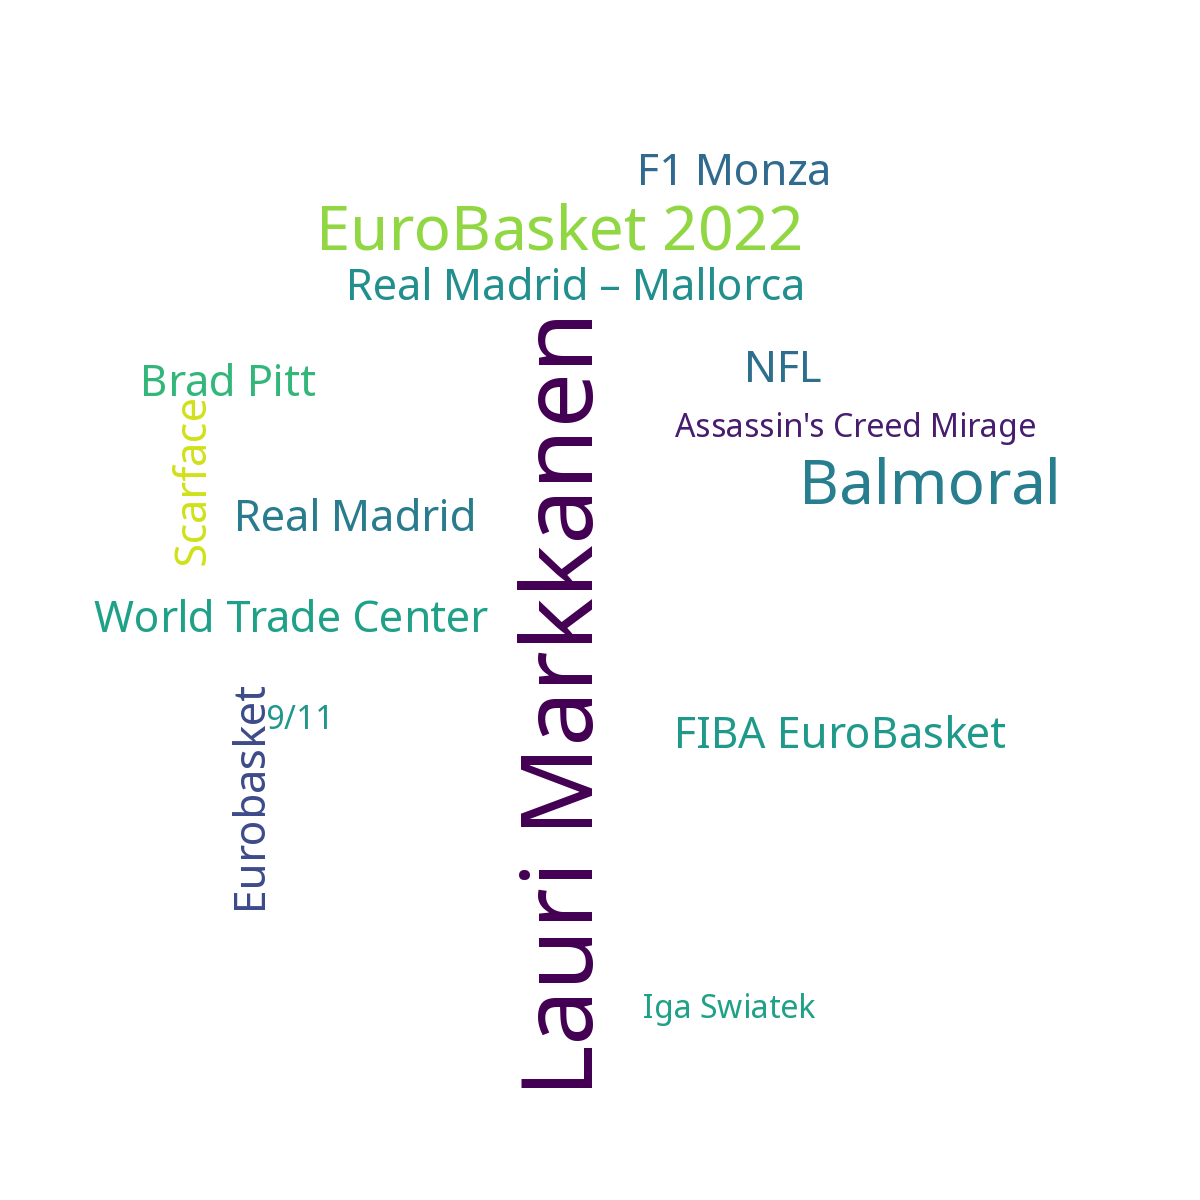 F1 Monza
EuroBasket 2022
Real Madrid – Mallorca
Lauri Markkanen
Brad Pitt
NFL
Scarface
Assassin's Creed Mirage
Balmoral
Real Madrid
World Trade Center
Eurobasket
9/11
FIBA EuroBasket
Iga Swiatek